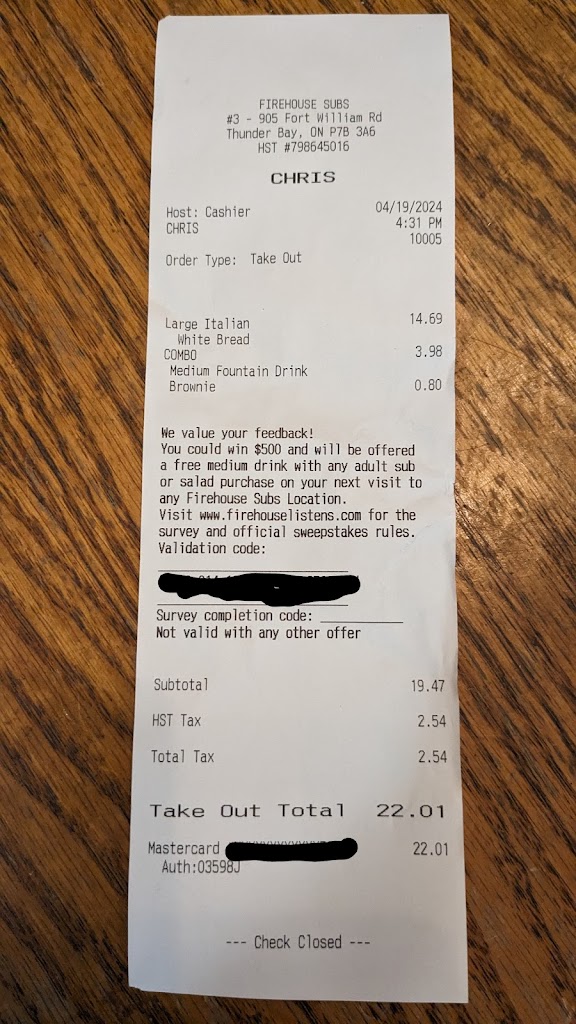 FIREHOUSE SUBS
#3 - 905 Fort William Rd
Thunder Bay, ON P7B 3A6
HST #798645016
CHRIS
Host: Cashier 04/19/2024
CHRIS 4:31 PM
10005
Order Type: Take Out
Large Italian 14.69
White Bread
COMBO 3.98
Medium Fountain Drink
Brownie 0.80
We value your feedback!
You could win $500 and will be offered
a free medium drink with any adult sub
or salad purchase on your next visit to
any Firehouse Subs Location.
Visit www.firehouselistens.com for the
survey and official sweepstakes rules.
Validation code:
Survey completion code: ___________
Not valid with any other offer
Subtotal 19.47
HST Tax 2.54
Total Tax 2.54
Take Out Total 22.01
Mastercard 22.01
Auth:03598J
--- Check Closed ---